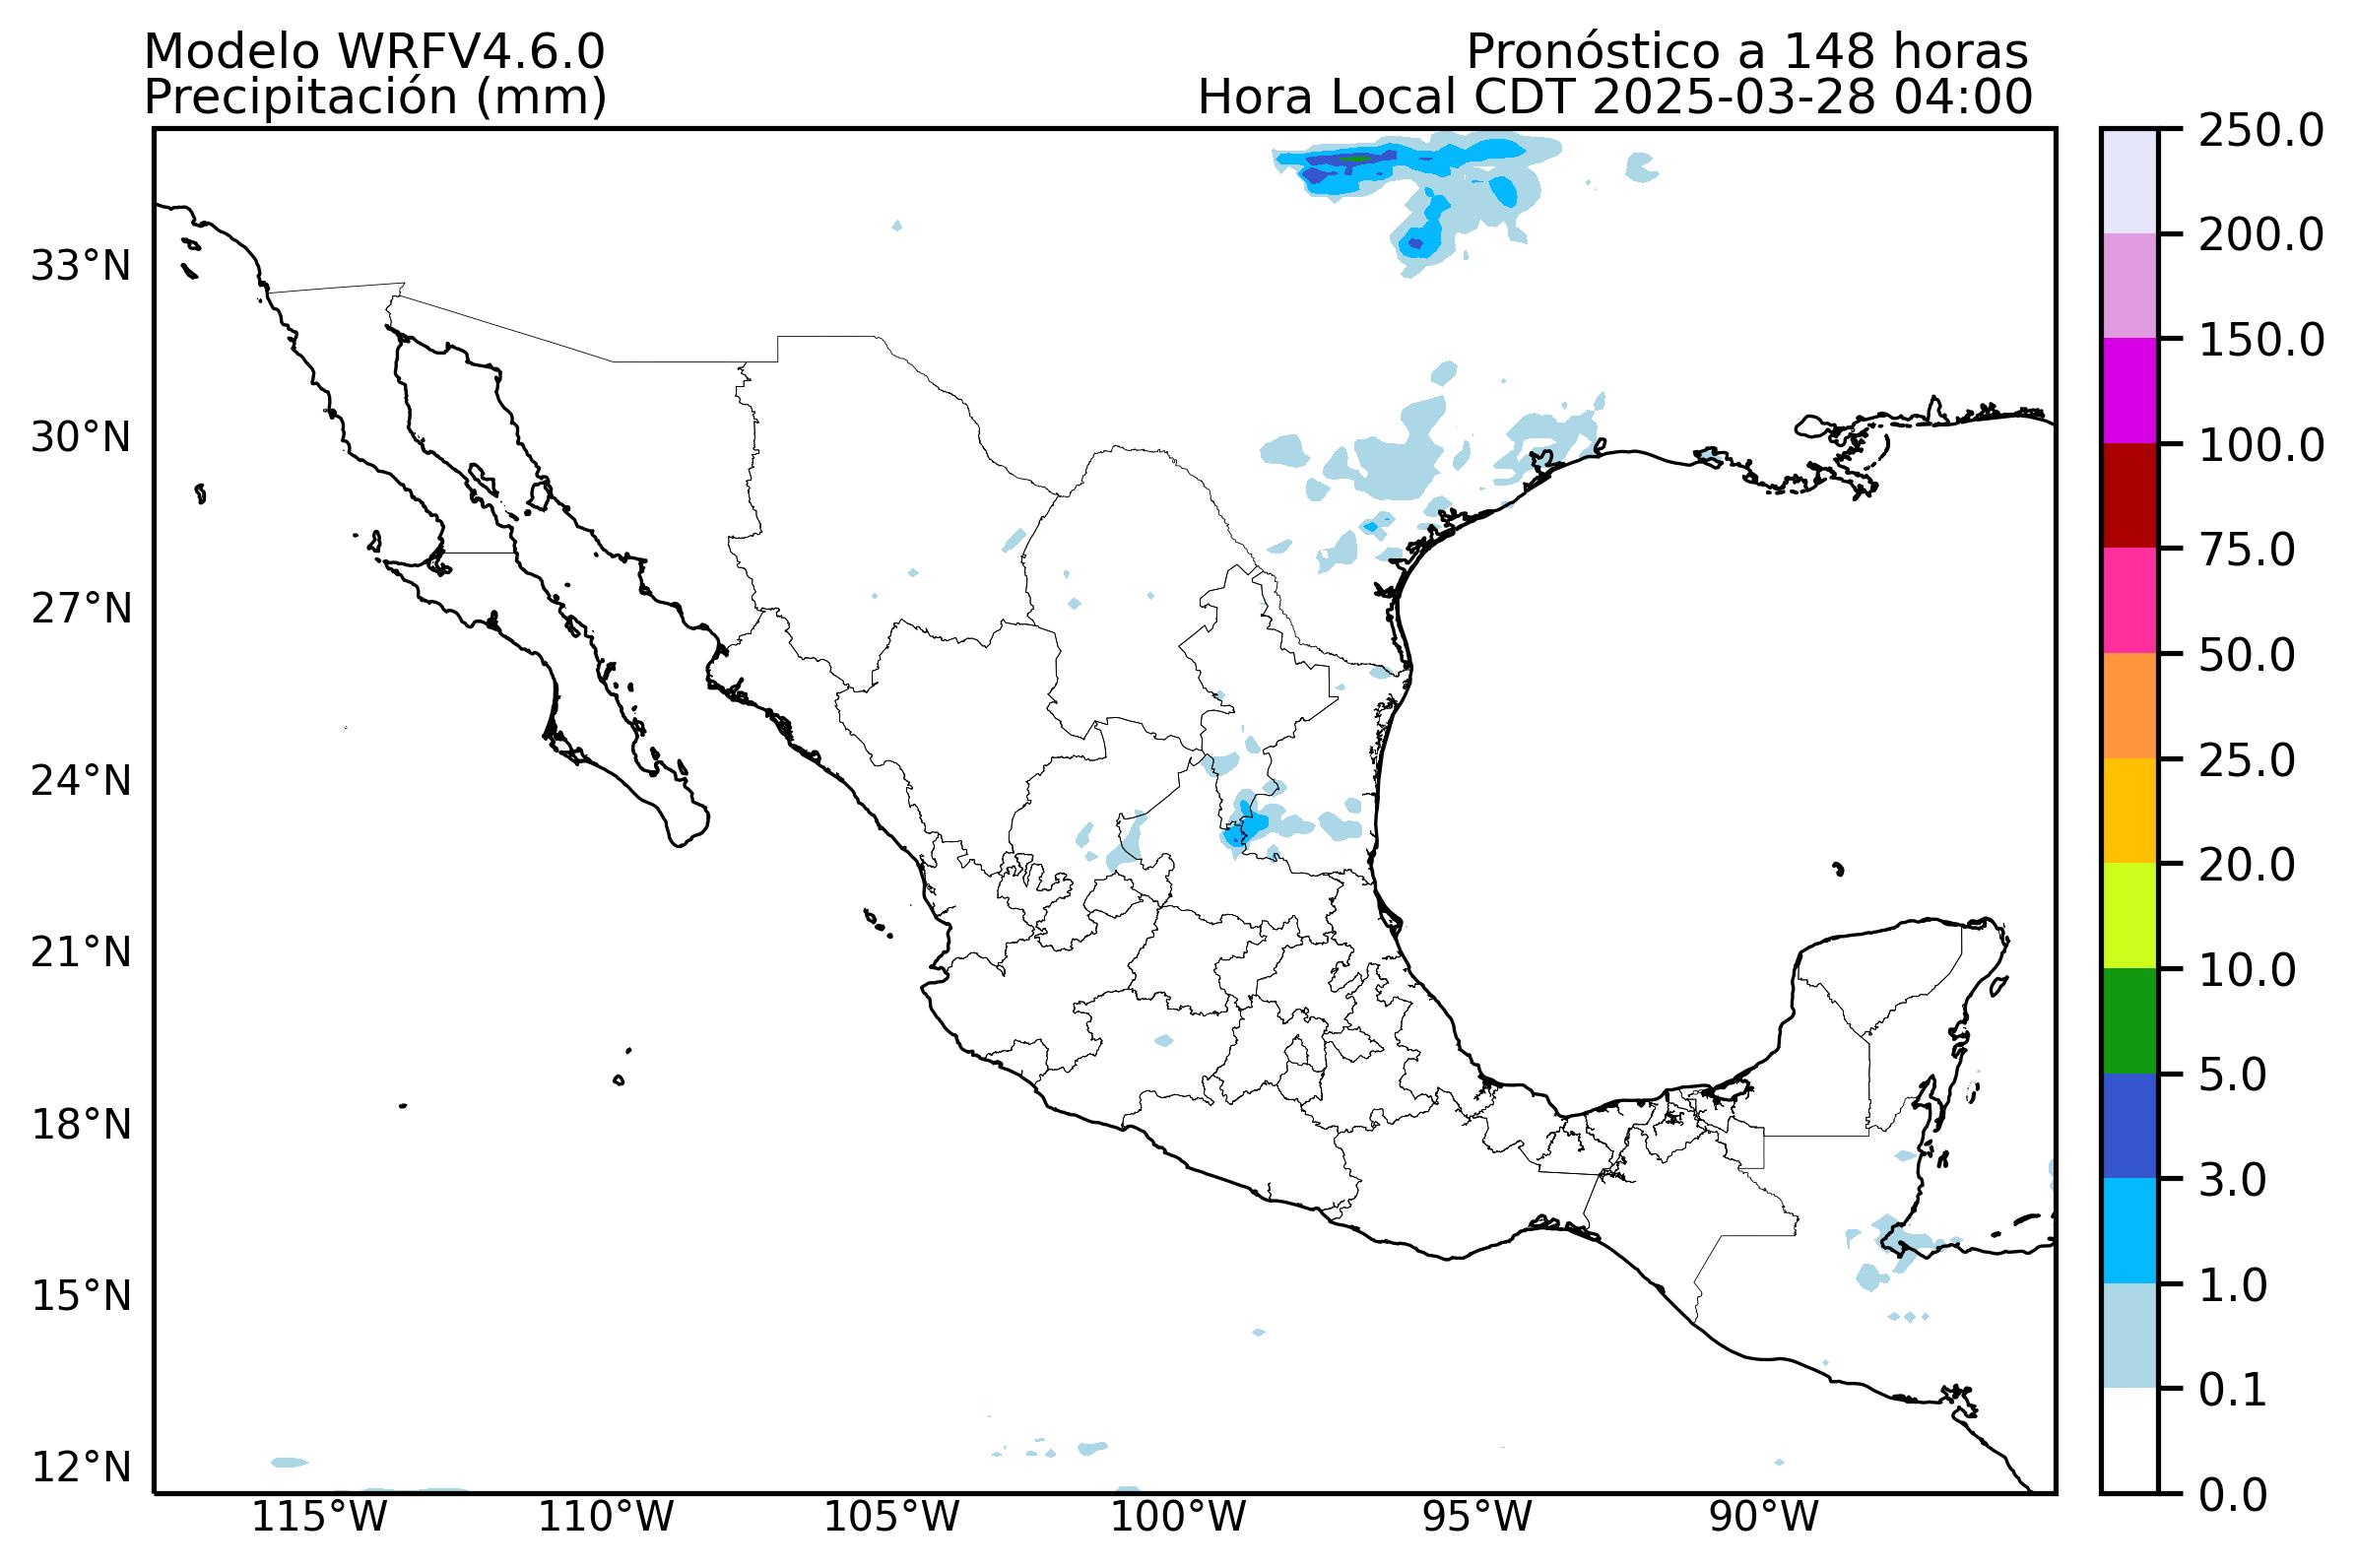 Modelo WRFV4.6.0
Precipitación (mm)
Pronóstico a 148 horas
Hora Local CDT 2025-03-28 04:00
33°N
30°N
27°N
24°N
21°N
18°N
15°N
12°N
115°W
110°W
105°W
100°W
95°W
90°W
250.0
200.0
150.0
100.0
75.0
50.0
25.0
20.0
10.0
5.0
3.0
1.0
0.1
0.0